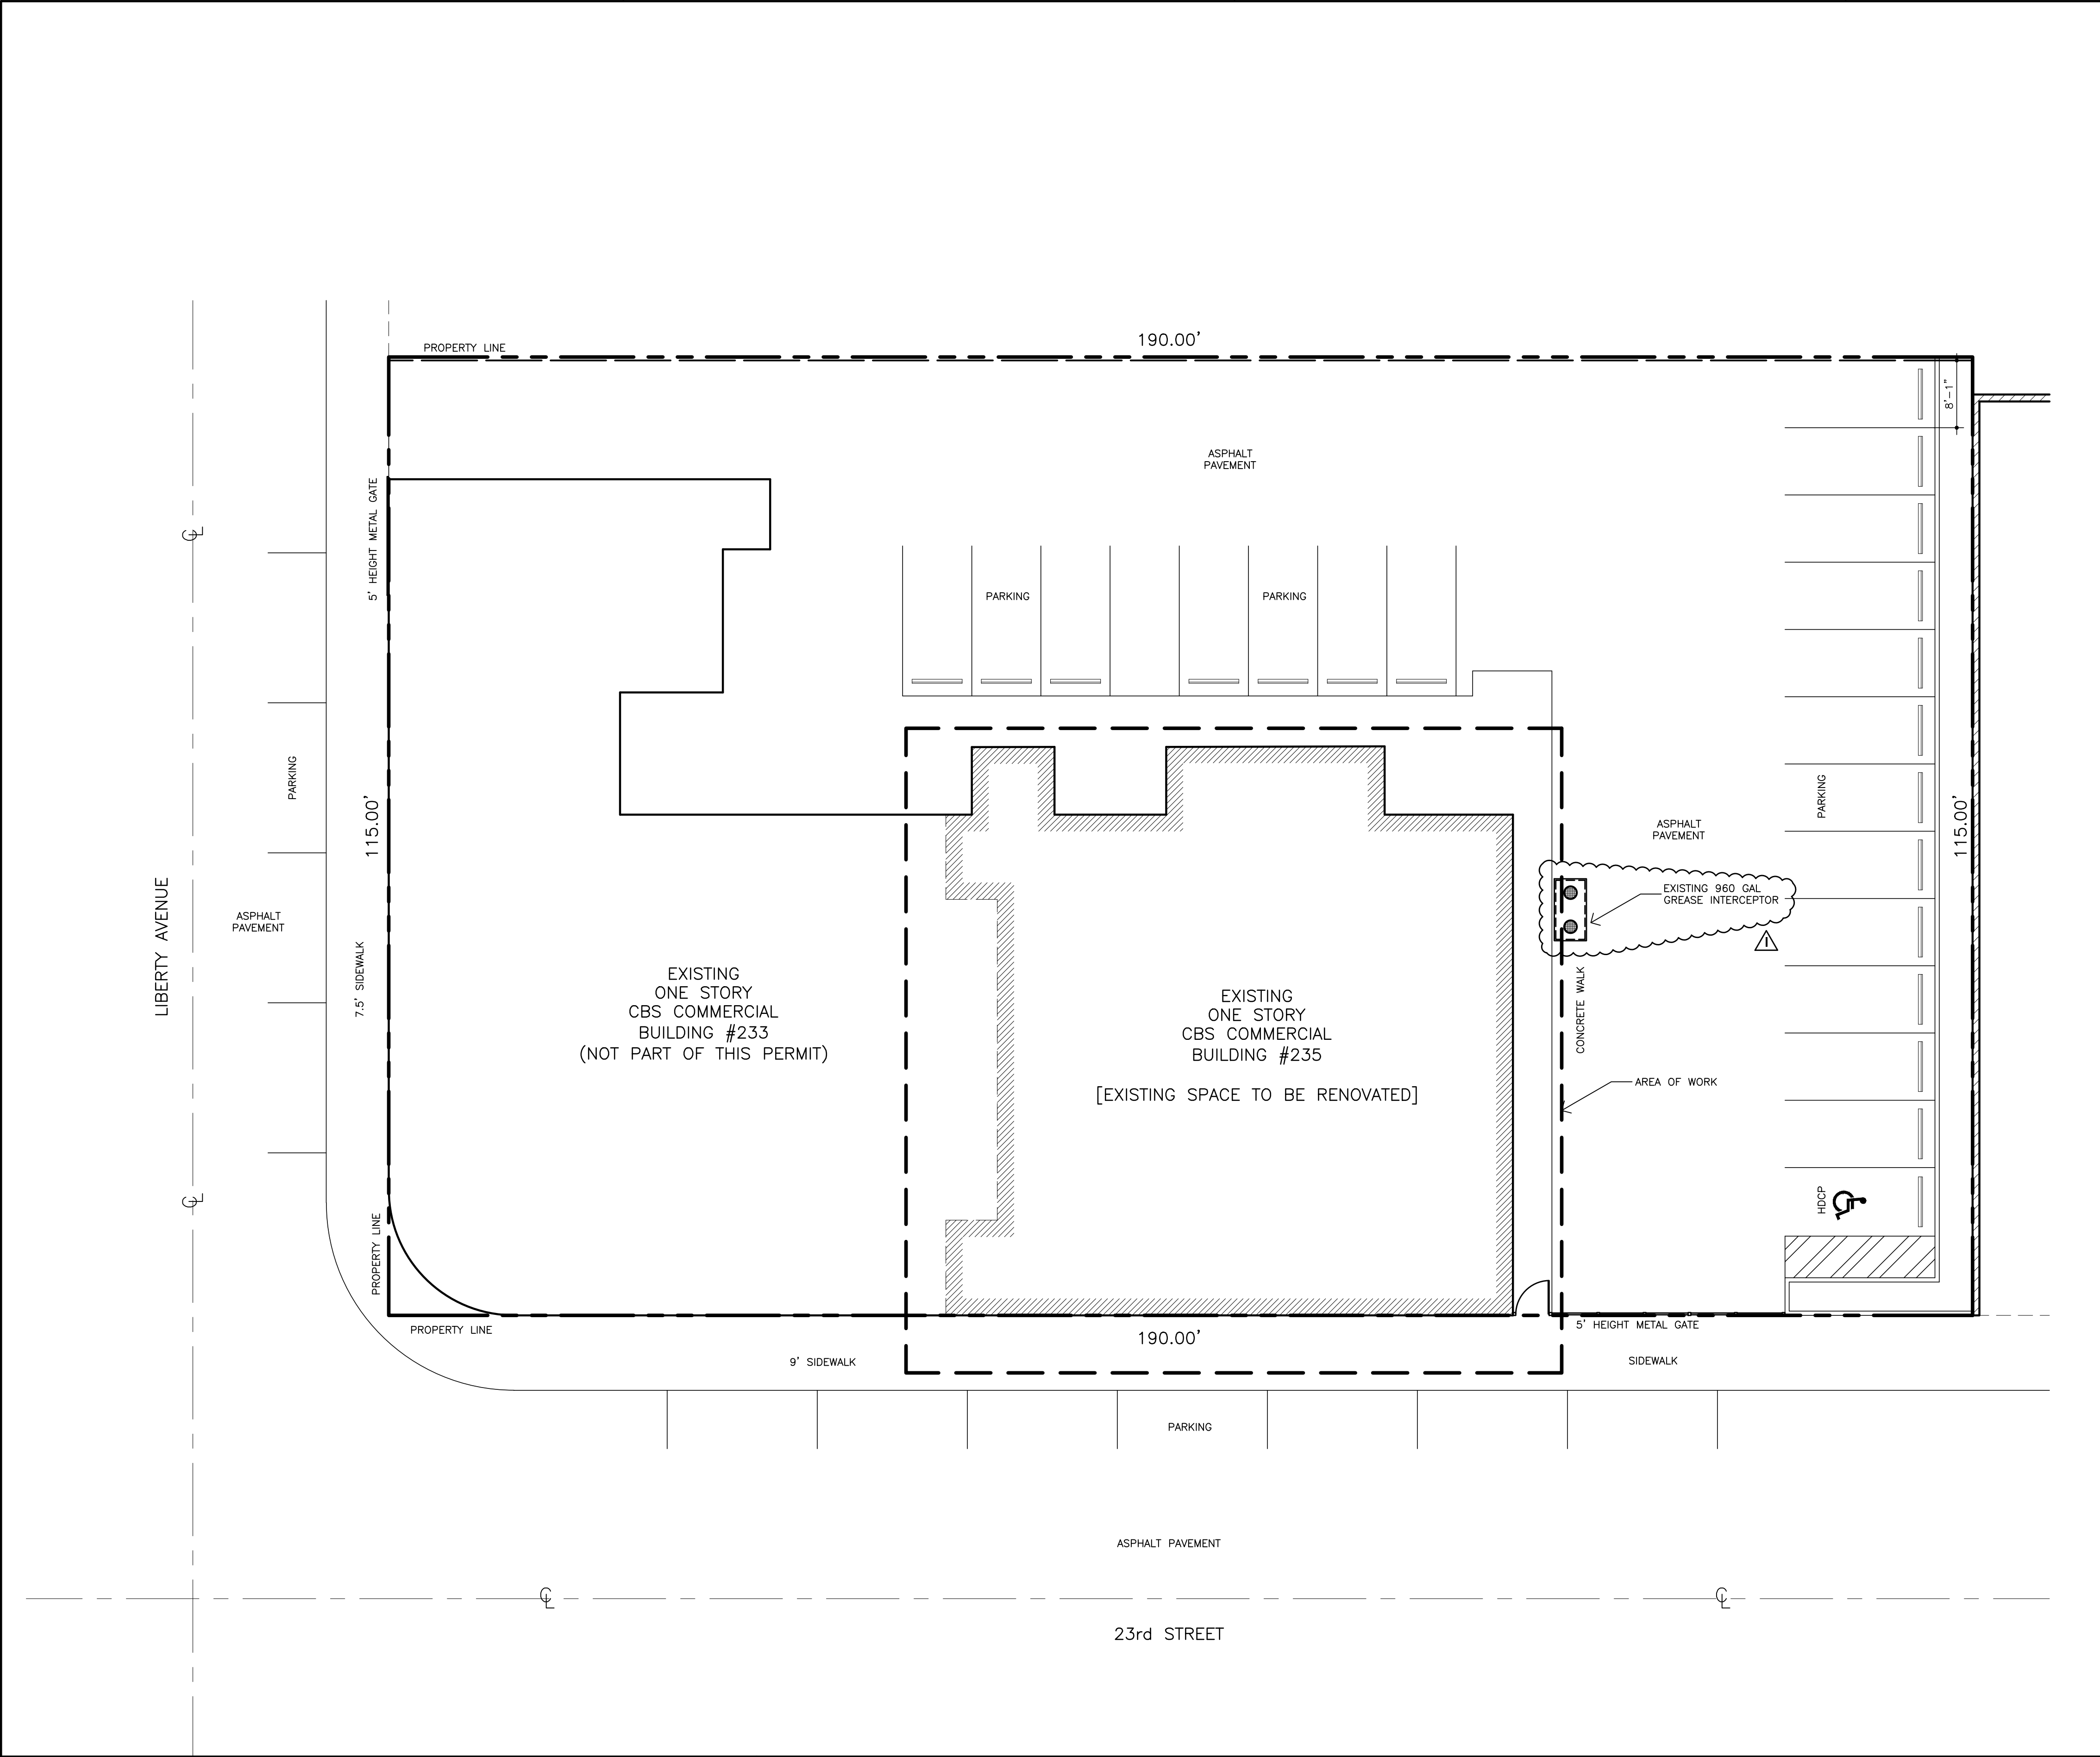 190.00'
PROPERTY LINE
8'-1"
ASPHALT
PAVEMENT
5' HEIGHT METAL GATE
℄
PARKING
PARKING
PARKING
PARKING
115.00'
115.00'
ASPHALT
PAVEMENT
EXISTING 960 GAL
GREASE INTERCEPTOR
1
LIBERTY AVENUE
ASPHALT
PAVEMENT
7.5' SIDEWALK
EXISTING
ONE STORY
CBS COMMERCIAL
BUILDING #233
(NOT PART OF THIS PERMIT)
EXISTING
ONE STORY
CBS COMMERCIAL
BUILDING #235
[EXISTING SPACE TO BE RENOVATED]
CONCRETE WALK
AREA OF WORK
HDCP
℄
PROPERTY LINE
PROPERTY LINE
190.00'
5' HEIGHT METAL GATE
9' SIDEWALK
SIDEWALK
PARKING
ASPHALT PAVEMENT
℄
℄
23rd STREET